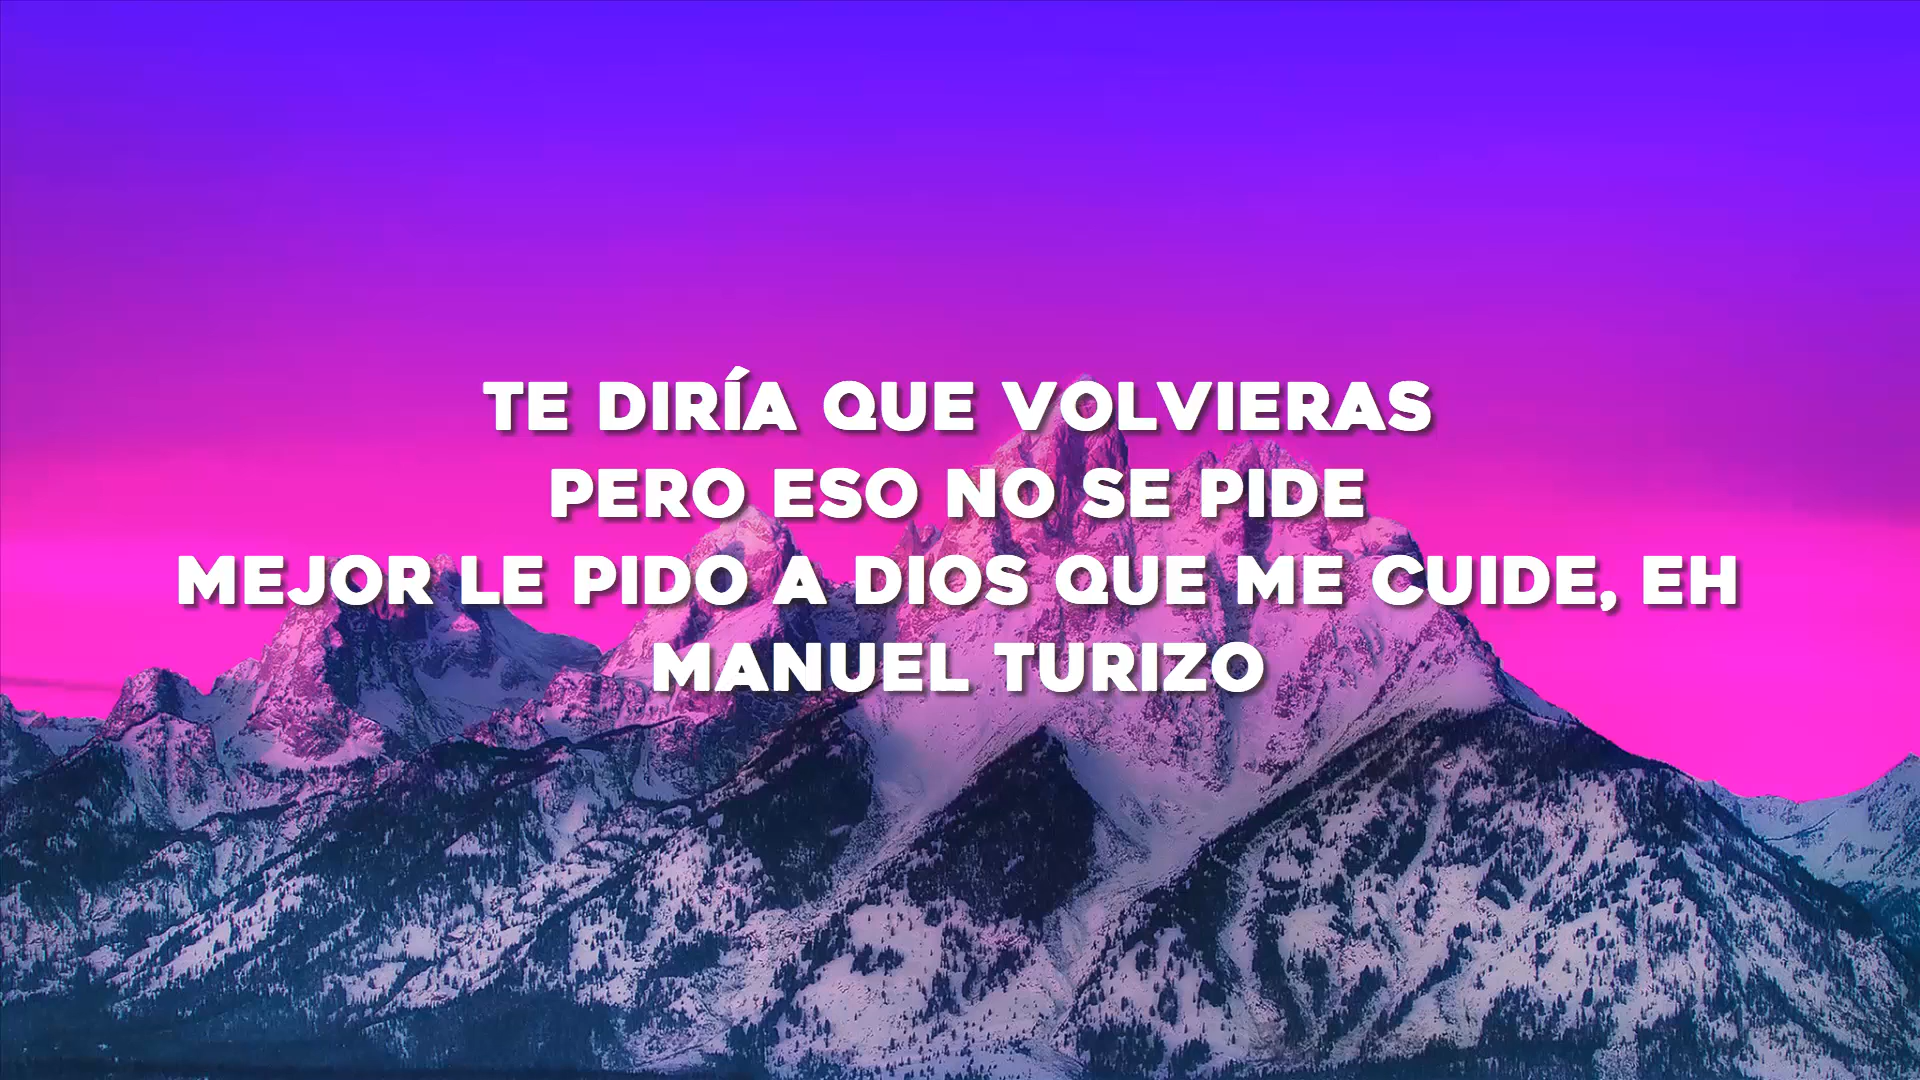 TE DIRÍA QUE VOLVIERAS
PERO ESO NO SE PIDE
MEJOR LE PIDO A DIOS QUE ME CUIDE, EH
MANUEL TURIZO